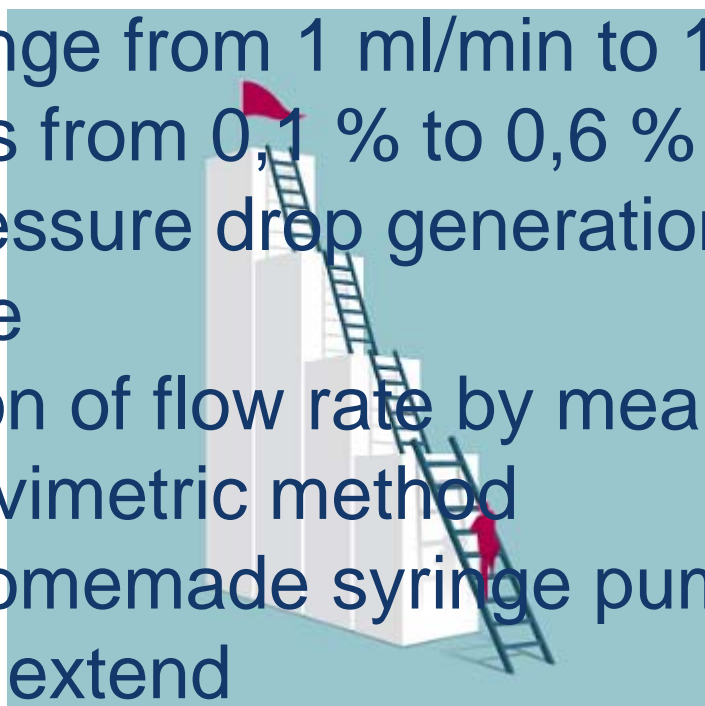 nge from 1 ml/min to 1
s from 0,1 % to 0,6 %
essure drop generation
e
on of flow rate by mea
vimetric method
omemade syringe pum
extend